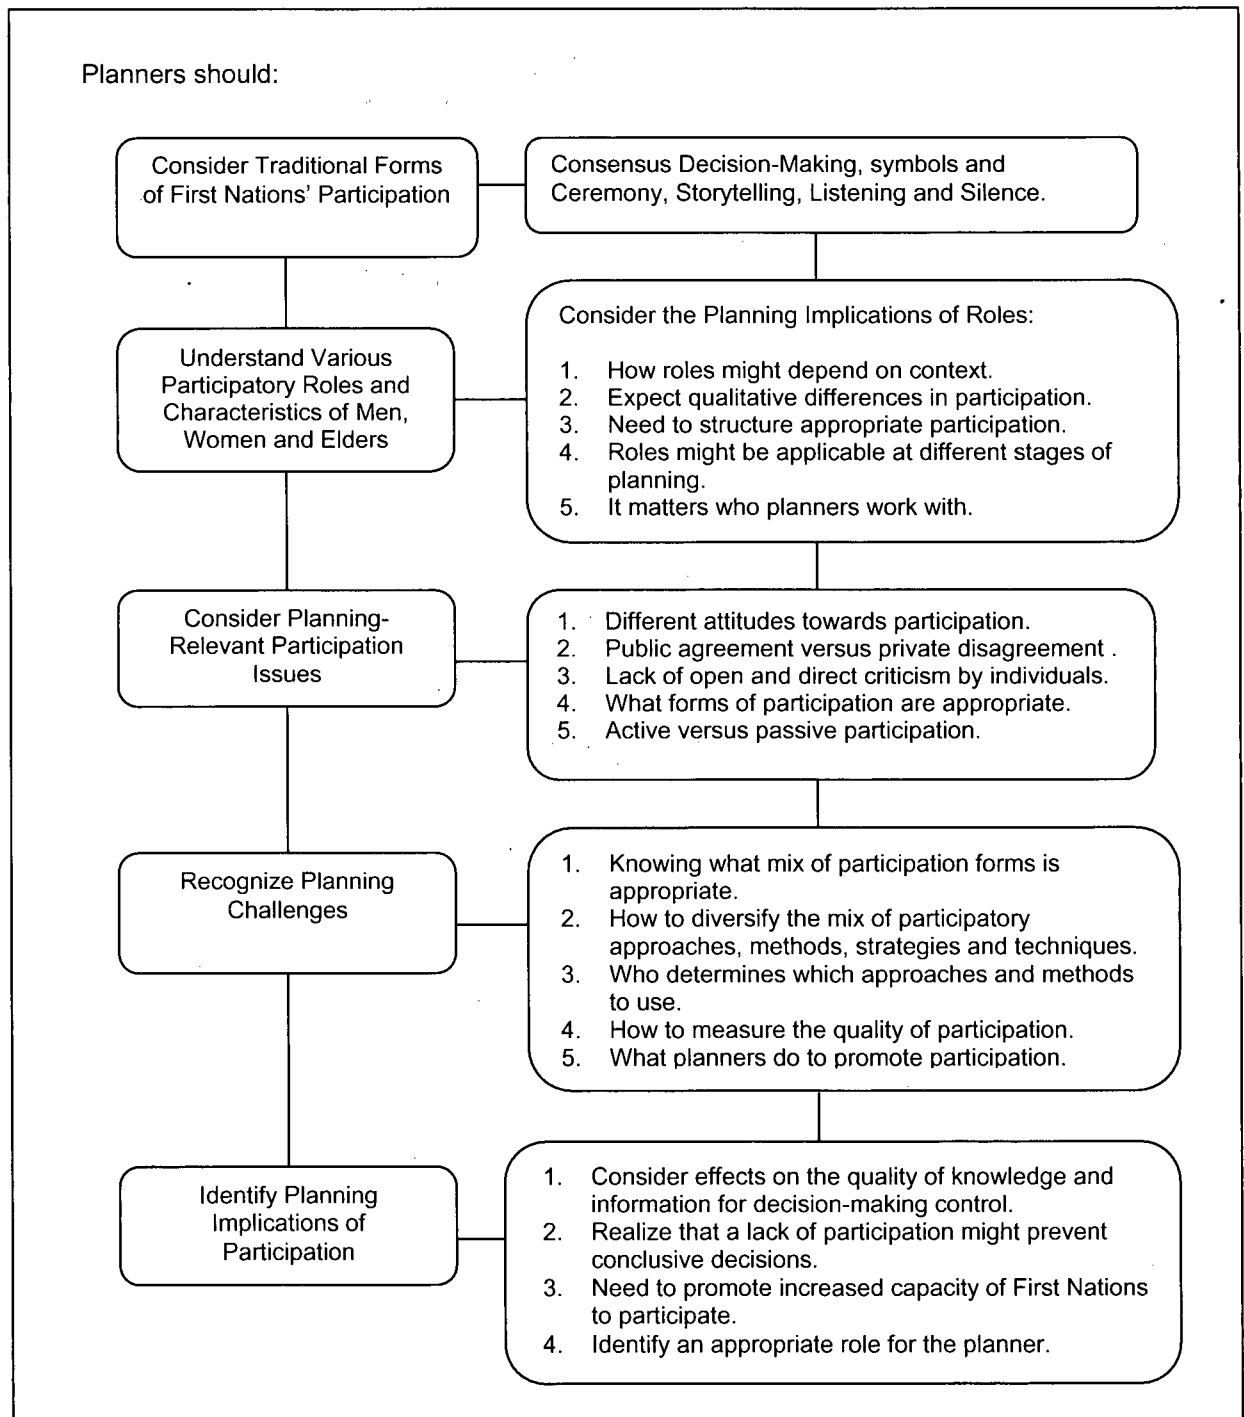 Planners should:
Consider Traditional Forms
of First Nations' Participation
Consensus Decision-Making, symbols and
Ceremony, Storytelling, Listening and Silence.
Understand Various
Participatory Roles and
Characteristics of Men,
Women and Elders
Consider the Planning Implications of Roles:
1. How roles might depend on context.
2. Expect qualitative differences in participation.
3. Need to structure appropriate participation.
4. Roles might be applicable at different stages of
planning.
5. It matters who planners work with.
Consider Planning-
Relevant Participation
Issues
1. Different attitudes towards participation.
2. Public agreement versus private disagreement .
3. Lack of open and direct criticism by individuals.
4. What forms of participation are appropriate.
5. Active versus passive participation.
Recognize Planning
Challenges
1. Knowing what mix of participation forms is
appropriate.
2. How to diversify the mix of participatory
approaches, methods, strategies and techniques.
3. Who determines which approaches and methods
to use.
4. How to measure the quality of participation.
5. What planners do to promote participation.
Identify Planning
Implications of
Participation
1. Consider effects on the quality of knowledge and
information for decision-making control.
2. Realize that a lack of participation might prevent
conclusive decisions.
3. Need to promote increased capacity of First Nations
to participate.
4. Identify an appropriate role for the planner.